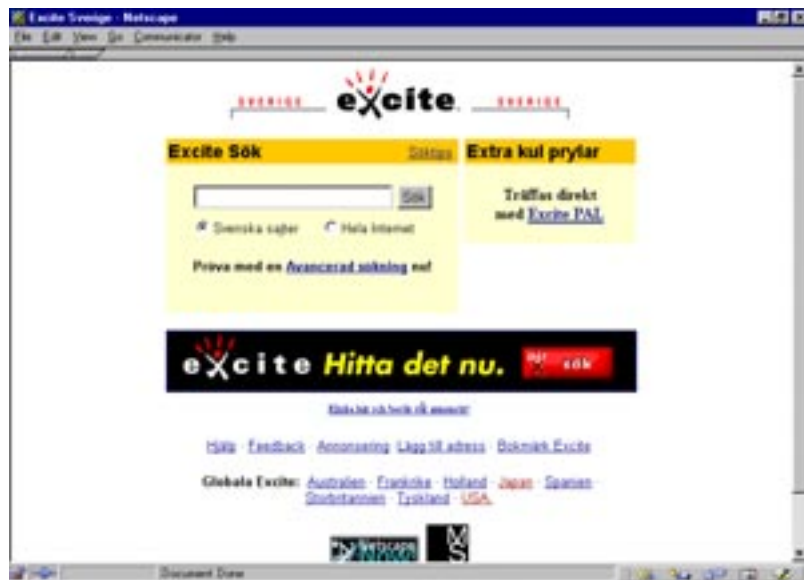 Excite Sverige - Netscape
File Edit View Go Communicator Help
SVERIGE excite SVERIGE
Excite Sök Söktips
Extra kul prylar
Sök
Träffas direkt
med Excite PAL
Svenska sajter Hela Internet
Pröva med en Avancerad sökning nu!
excite Hitta det nu. sök
Hjälp · Feedback · Annonsering Lägg till adress · Bokmärk Excite
Globala Excite: Australien · Frankrike · Holland · Japan · Spanien ·
Storbritannien · Tyskland · USA.
Netscape
MS
Document Done